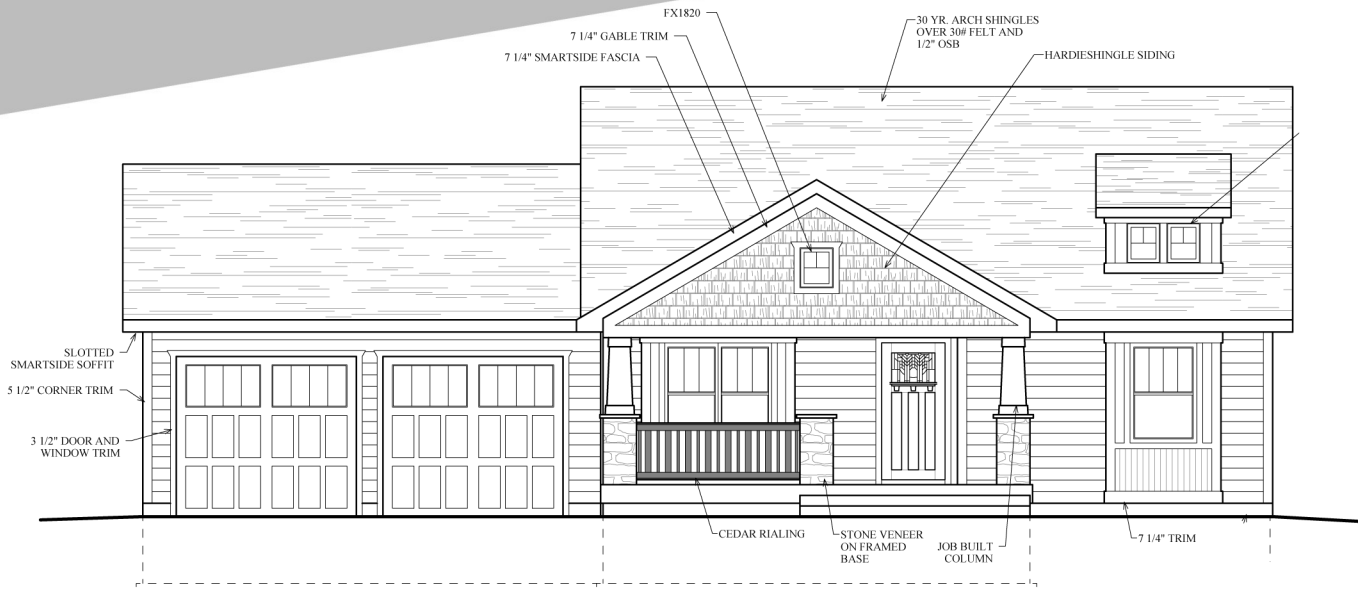 FX1820
7 1/4" GABLE TRIM
7 1/4" SMARTSIDE FASCIA
30 YR. ARCH SHINGLES
OVER 30# FELT AND
1/2" OSB
HARDIESHINGLE SIDING
SLOTTED
SMARTSIDE SOFFIT
5 1/2" CORNER TRIM
3 1/2" DOOR AND
WINDOW TRIM
CEDAR RIALING
STONE VENEER
ON FRAMED
BASE
JOB BUILT
COLUMN
7 1/4" TRIM